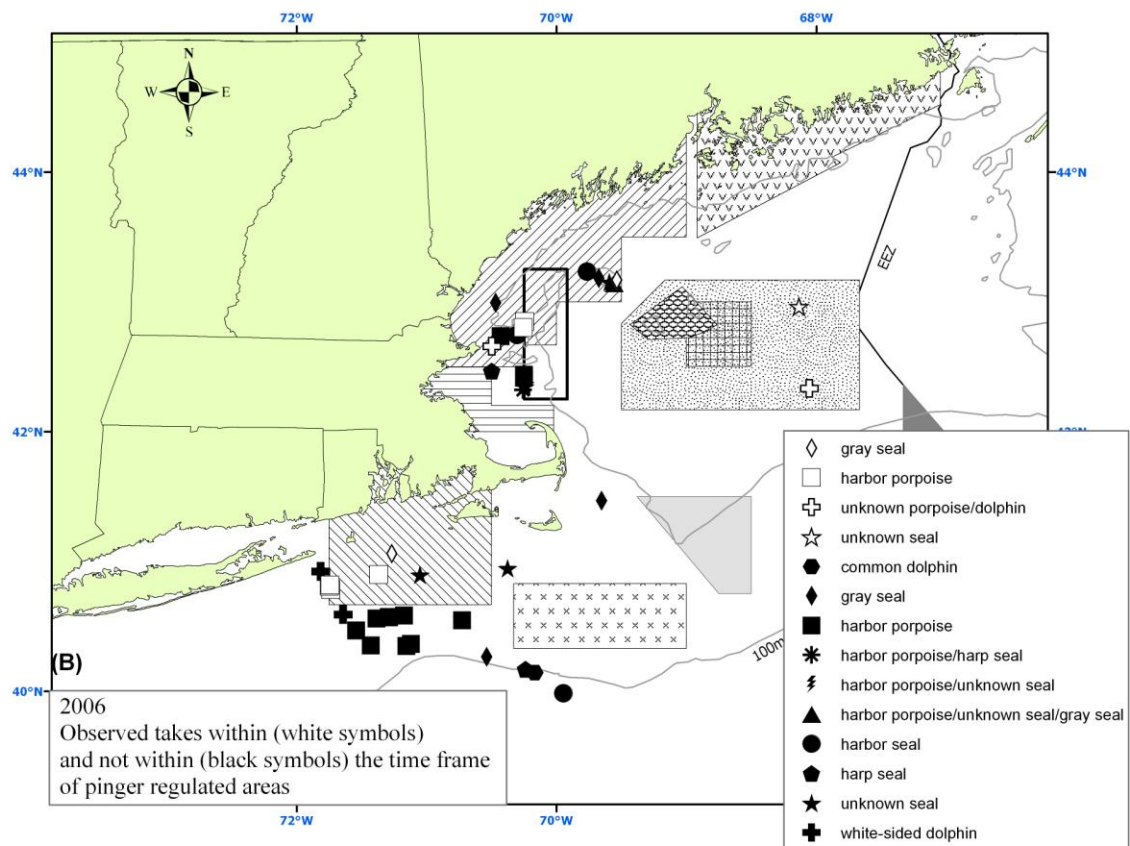 72°W 70°W 68°W
N
W E
S
44°N 44°N
EEZ
42°N 42°N
gray seal
harbor porpoise
unknown porpoise/dolphin
unknown seal
common dolphin
gray seal
harbor porpoise
harbor porpoise/harp seal
harbor porpoise/unknown seal
harbor porpoise/unknown seal/gray seal
harbor seal
harp seal
unknown seal
white-sided dolphin
100m
(B)
40°N
2006
Observed takes within (white symbols)
and not within (black symbols) the time frame
of pinger regulated areas
72°W 70°W 68°W